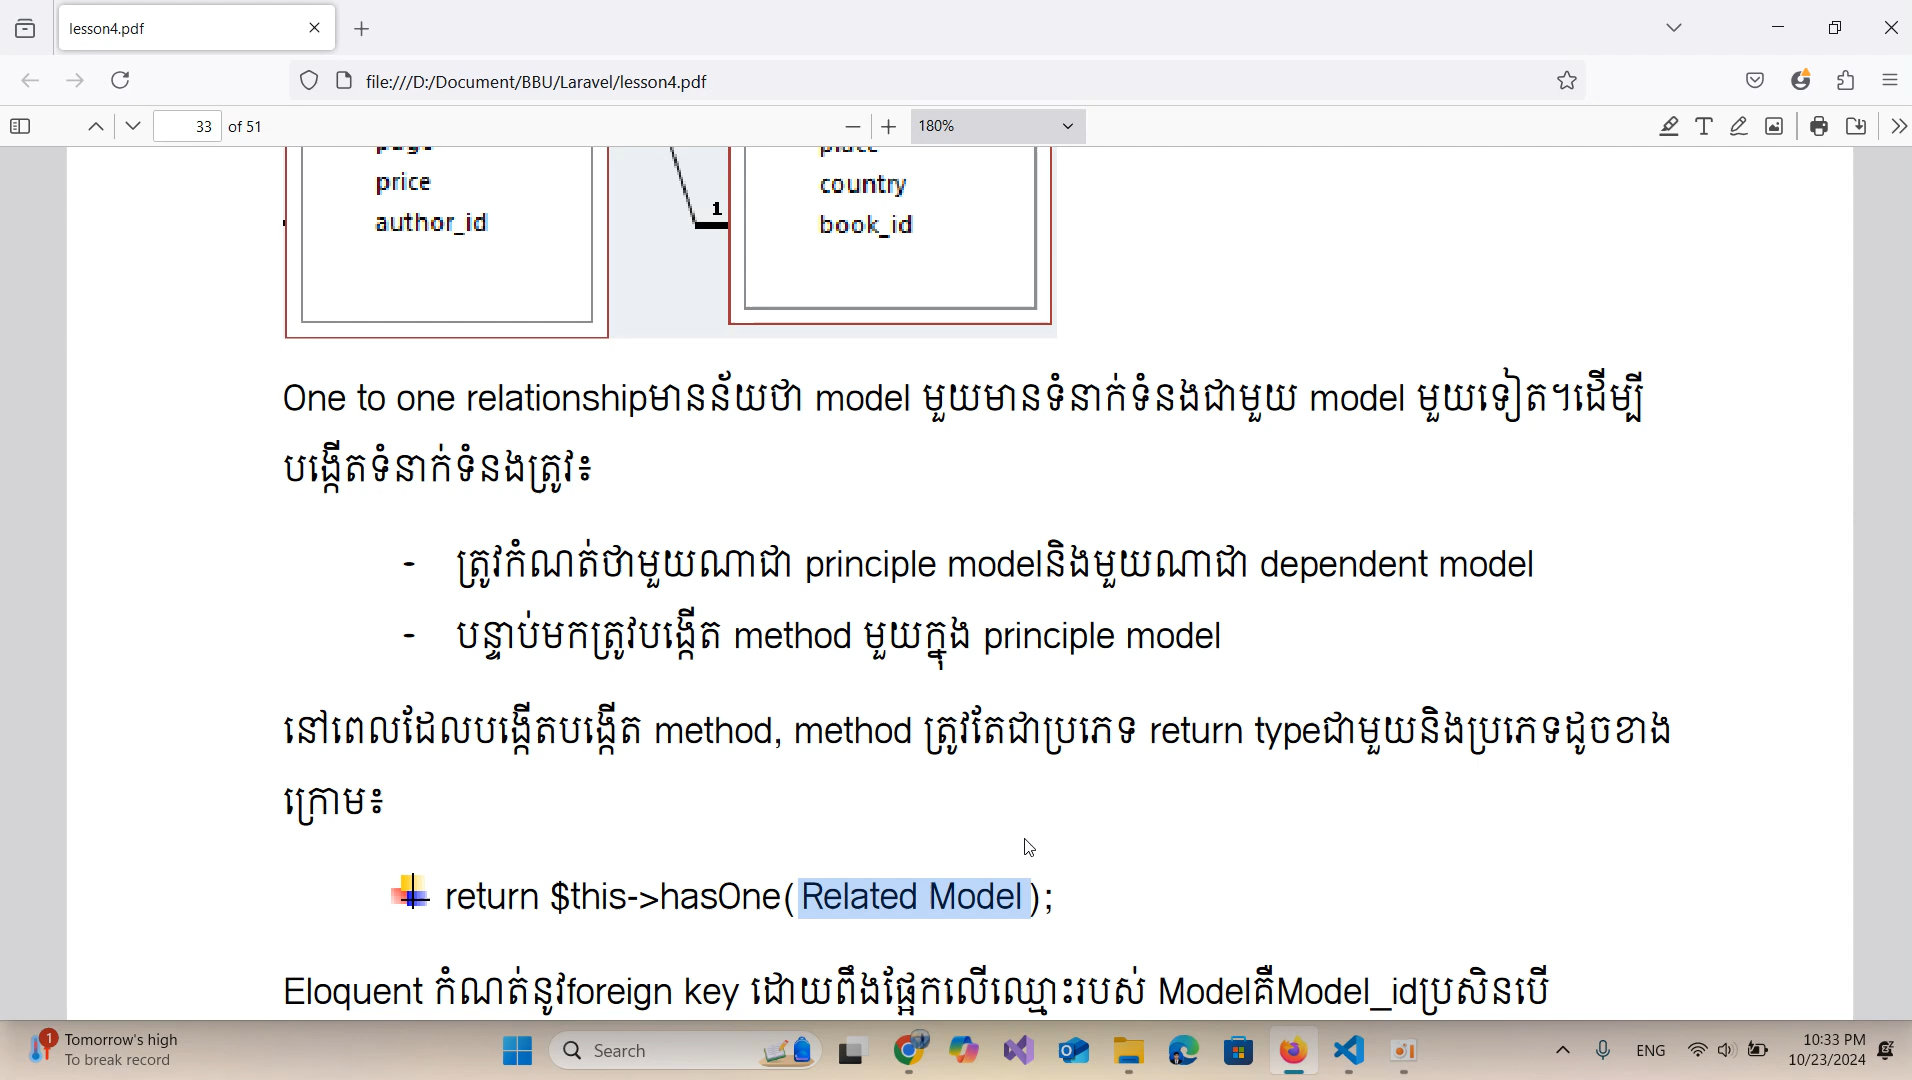 lesson4.pdf
file:///D:/Document/BBU/Laravel/lesson4.pdf
33 of 51
180%
page
price
author_id
1
place
country
book_id
One to one relationshipមានន័យថា model មួយមានទំនាក់ទំនងជាមួយ model មួយទៀត។ដើម្បី
បង្កើតទំនាក់ទំនងត្រូវ៖
- ត្រូវកំណត់ថាមួយណាជា principle modelនិងមួយណាជា dependent model
- បន្ទាប់មកត្រូវបង្កើត method មួយក្នុង principle model
នៅពេលដែលបង្កើតបង្កើត method, method ត្រូវតែជាប្រភេទ return typeជាមួយនិងប្រភេទដូចខាង
ក្រោម៖
return $this->hasOne(Related Model);
Eloquent កំណត់នូវforeign key ដោយពឹងផ្អែកលើឈ្មោះរបស់ ModelគឺModel_idប្រសិនបើ
1
Tomorrow's high
To break record
Search
ENG
10:33 PM
10/23/2024